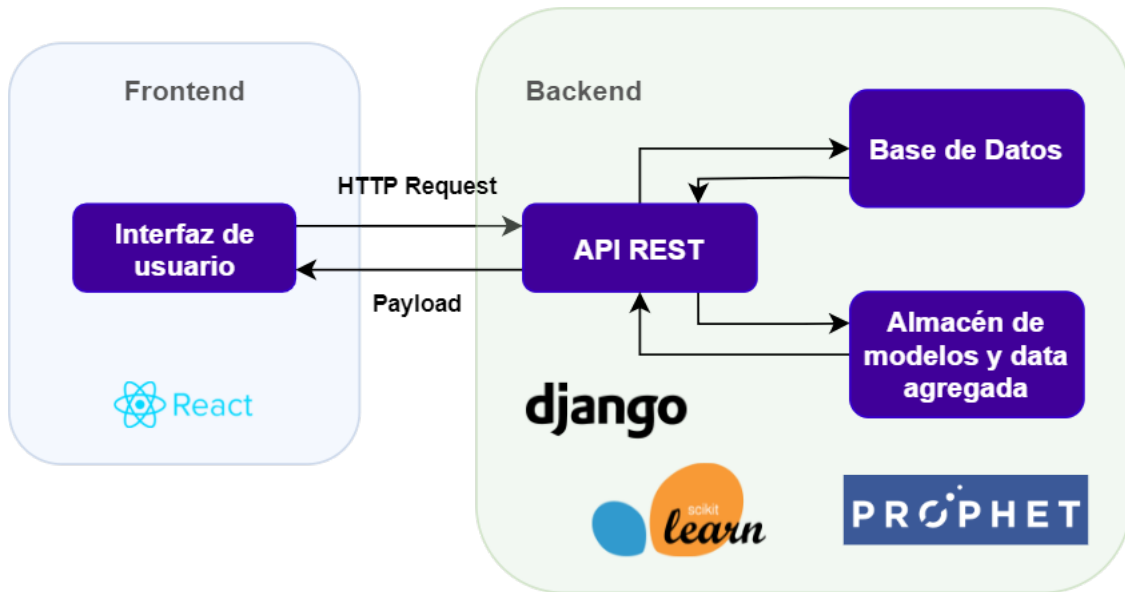 Frontend
Backend
Base de Datos
HTTP Request
Interfaz de
usuario
API REST
Payload
Almacén de
modelos y data
agregada
React
django
scikit
learn
PROPHET